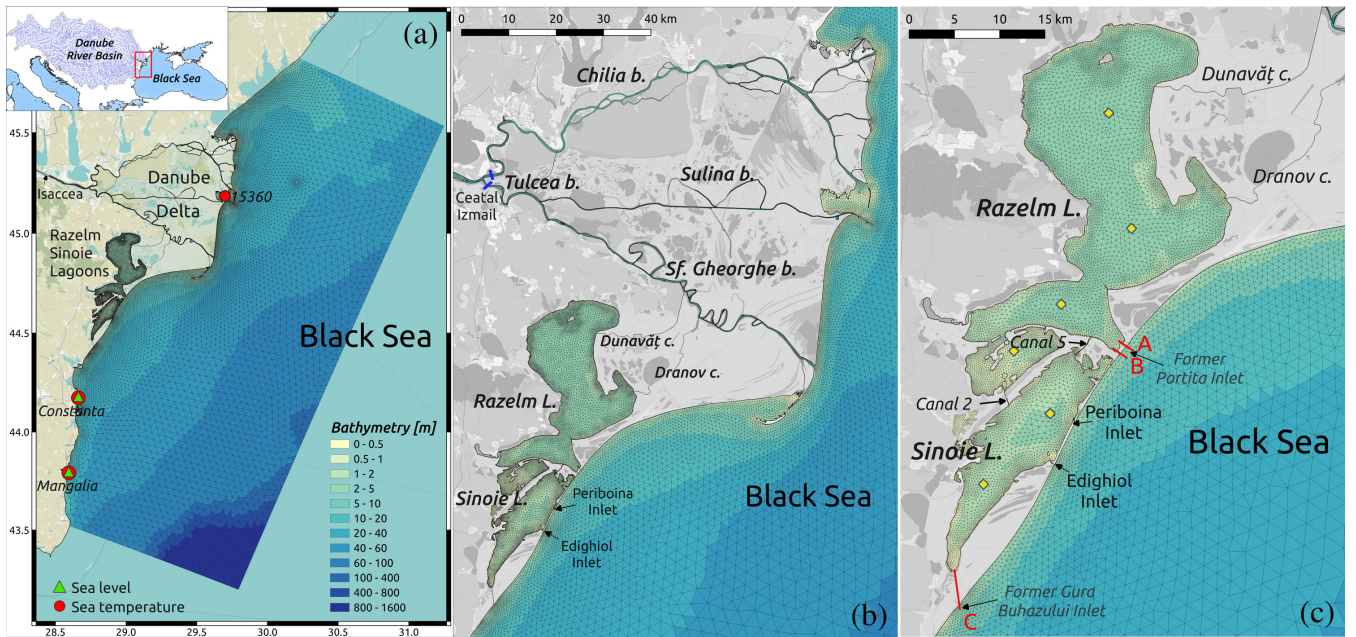 Danube
River Basin
Black Sea
(a)
45.5
45.0
44.5
44.0
43.5
Isaccea
Danube
Delta
15360
Razelm
Sinoie
Lagoons
Black Sea
Constanta
Mangalia
Bathymetry [m]
0 - 0.5
0.5 - 1
1 - 2
2 - 5
5 - 10
10 - 20
20 - 40
40 - 60
60 - 100
100 - 400
400 - 800
800 - 1600
Sea level
Sea temperature
28.5 29.0 29.5 30.0 30.5 31.0
0 10 20 30 40 km
Chilia b.
Tulcea b.
Sulina b.
Ceatal
Izmail
Sf. Gheorghe b.
Dunavăț c.
Dranov c.
Razelm L.
Sinoie L.
Periboina
Inlet
Edighiol
Inlet
Black Sea
(b)
0 5 10 15 km
Dunavăț c.
Dranov c.
Razelm L.
Canal 5
A
B
Former
Portita Inlet
Canal 2
Periboina
Inlet
Sinoie L.
Black Sea
Edighiol
Inlet
C
Former Gura
Buhazului Inlet
(c)